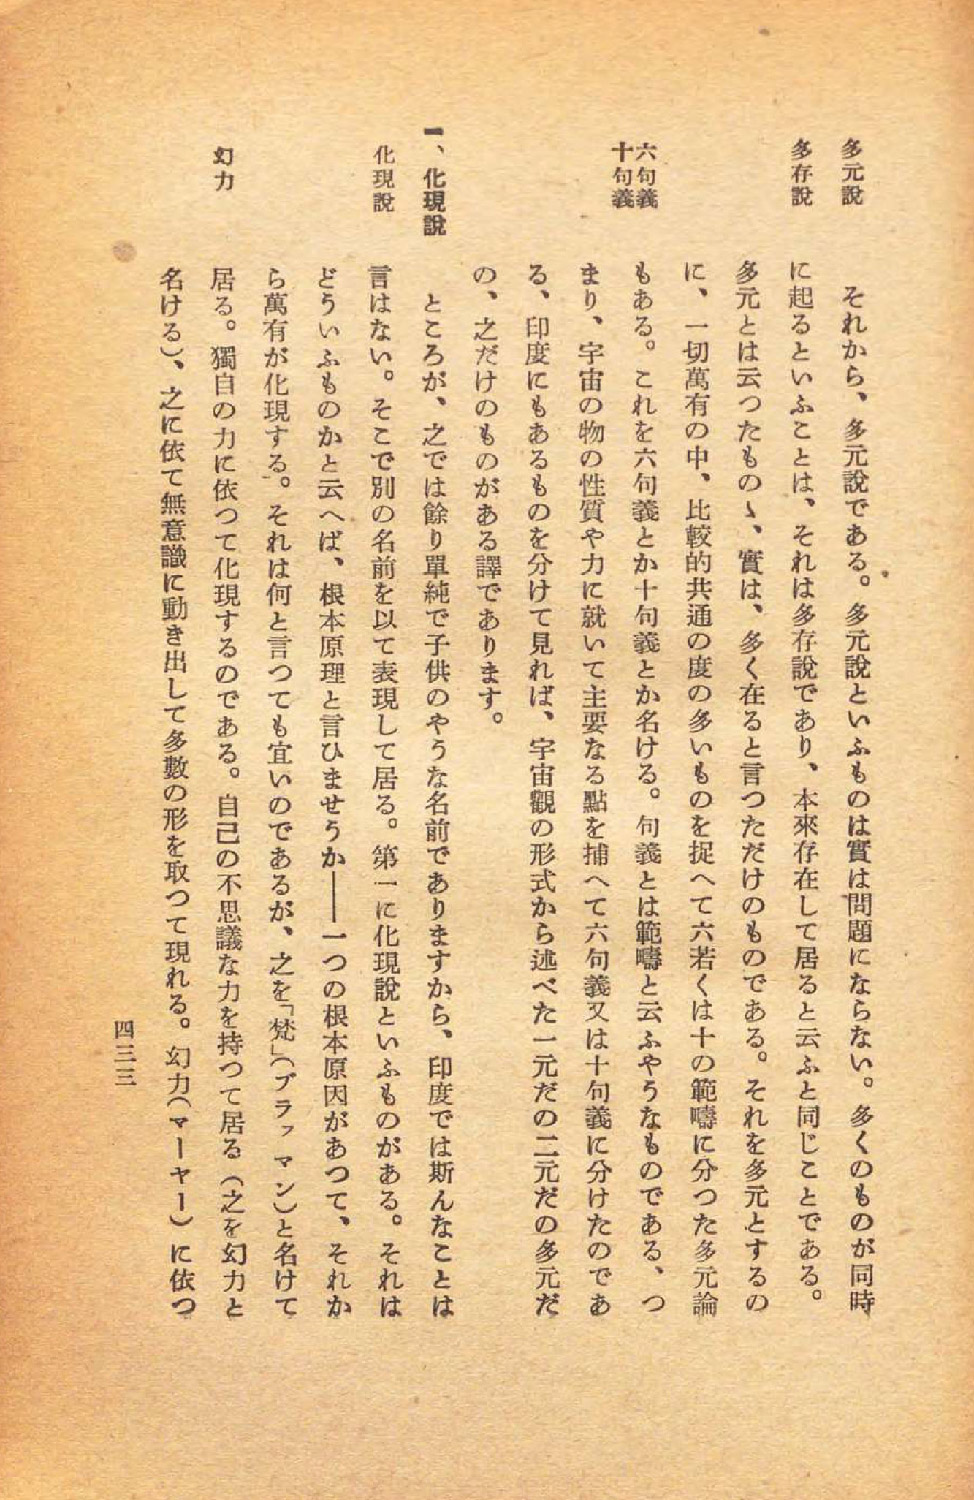 多元說
多存說
六句義
十句義
一、化現說
化現說
幻力
それから、多元說である。多元說といふものは實は問題にならない。多くのものが同時
に起るといふことは、それは多存說であり、本來存在して居ると云ふと同じことである。
多元とは云つたものゝ、實は、多く在ると言つただけのものである。それを多元とするの
に、一切萬有の中、比較的共通の度の多いものを捉へて六若くは十の範疇に分つた多元論
もある。これを六句義とか十句義とか名ける。句義とは範疇と云ふやうなものである、つ
まり、宇宙の物の性質や力に就いて主要なる點を捕へて六句義又は十句義に分けたのであ
る、印度にもあるものを分けて見れば、宇宙觀の形式から述べた一元だの二元だの多元だ
の、之だけのものがある譯であります。
ところが、之では餘り單純で子供のやうな名前でありますから、印度では斯んなことは
言はない。そこで別の名前を以て表現して居る。第一に化現說といふものがある。それは
どういふものかと云へば、根本原理と言ひませうか――一つの根本原因があつて、それか
ら萬有が化現する。それは何と言つても宜いのであるが、之を「梵」(ブラフマン)と名けて
居る。獨自の力に依つて化現するのである。自己の不思議な力を持つて居る(之を幻力と
名ける)、之に依て無意識に動き出して多數の形を取つて現れる。幻力(マーヤー)に依つ
四三三